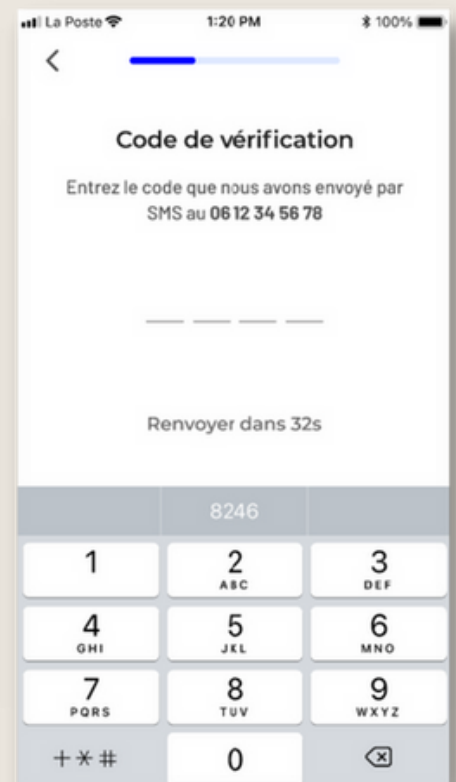 La Poste 1:20 PM 100%
Code de vérification
Entrez le code que nous avons envoyé par
SMS au 06 12 34 56 78
Renvoyer dans 32s
8246
1 2 3
ABC DEF
4 5 6
GHI JKL MNO
7 8 9
PQRS TUV WXYZ
+*# 0